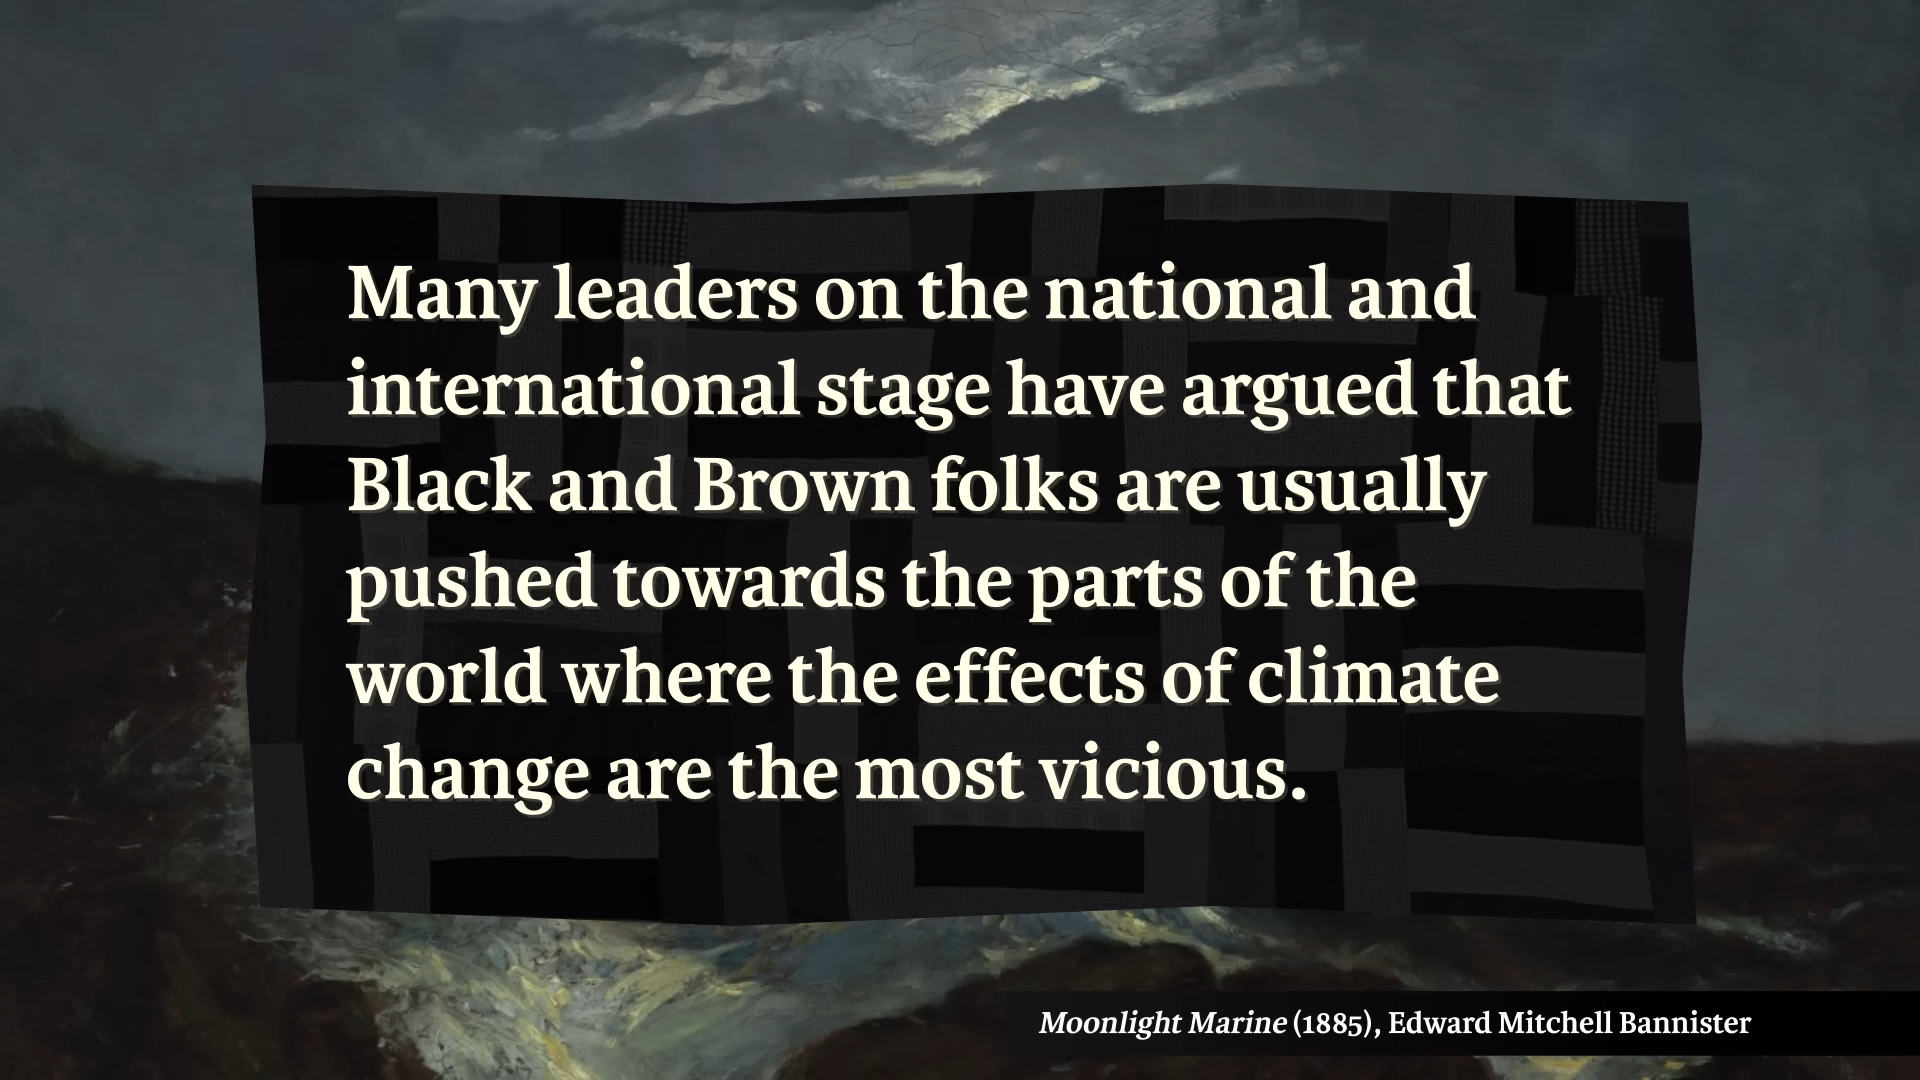 Many leaders on the national and
international stage have argued that
Black and Brown folks are usually
pushed towards the parts of the
world where the effects of climate
change are the most vicious.
Moonlight Marine (1885), Edward Mitchell Bannister